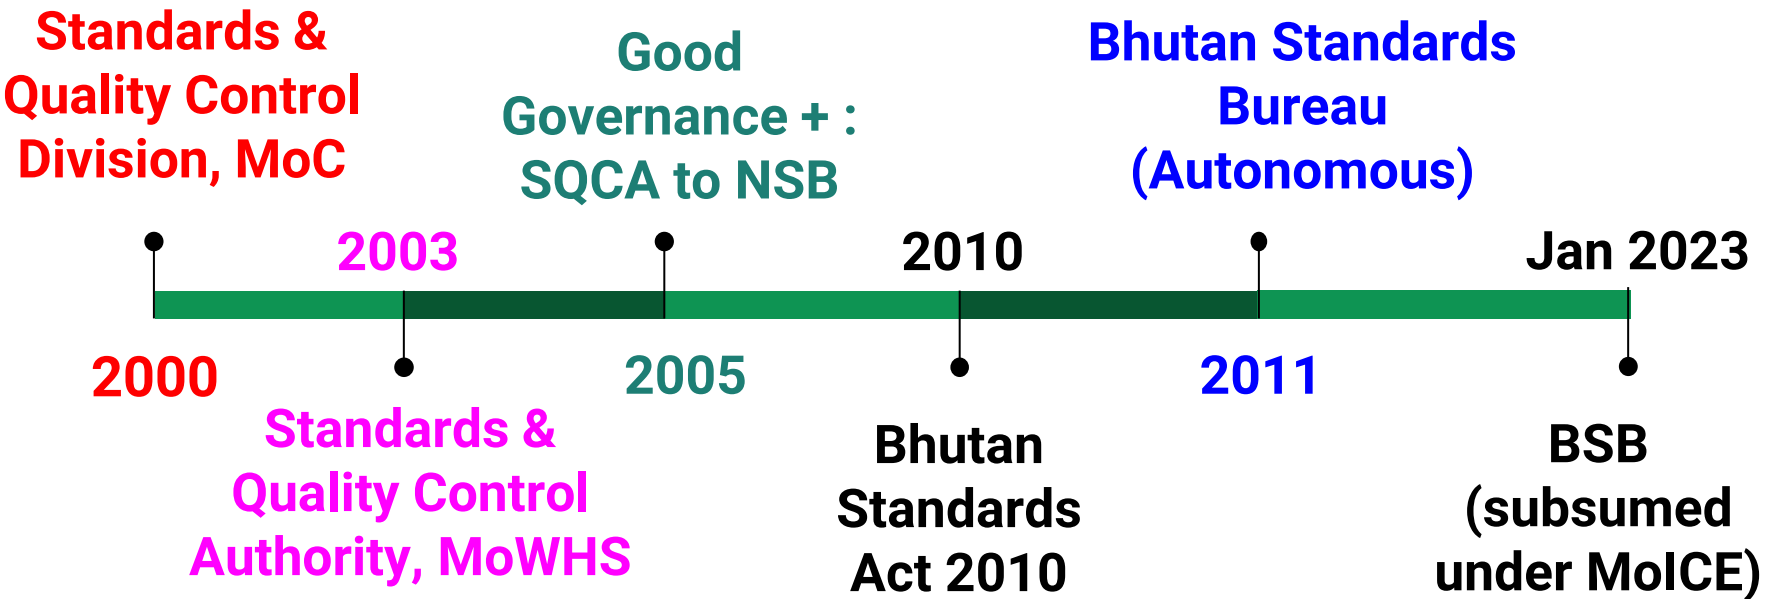 Standards &
Quality Control
Division, MoC
2000
2003
Standards &
Quality Control
Authority, MoWHS
Good
Governance + :
SQCA to NSB
2005
2010
Bhutan
Standards
Act 2010
Bhutan Standards
Bureau
(Autonomous)
2011
Jan 2023
BSB
(subsumed
under MoICE)